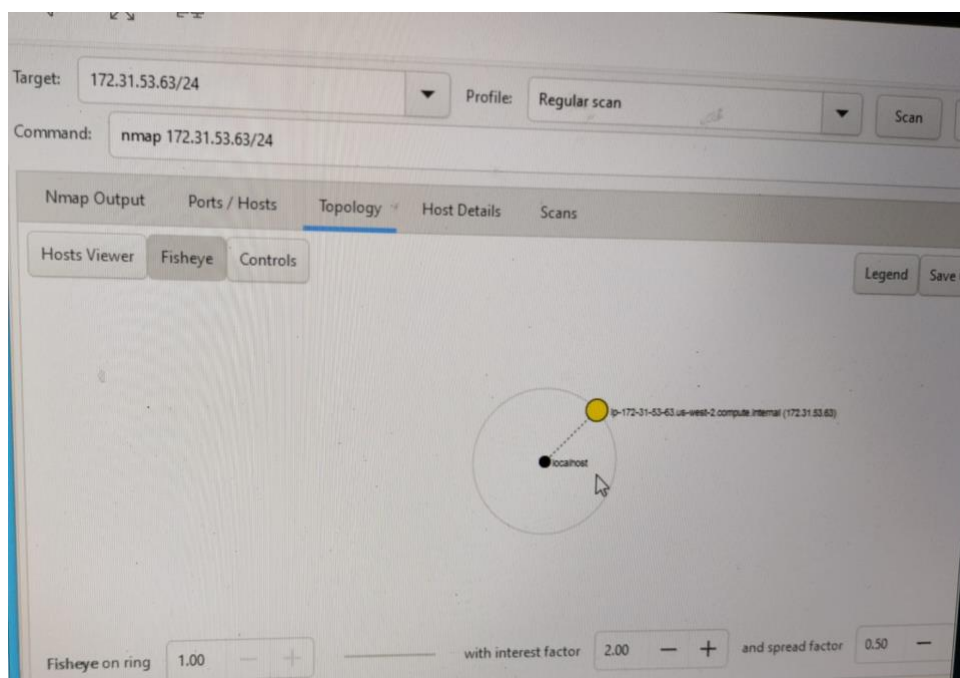 Target: 172.31.53.63/24 Profile: Regular scan Scan
Command: nmap 172.31.53.63/24
Nmap Output Ports / Hosts Topology Host Details Scans
Hosts Viewer Fisheye Controls Legend Save
ip-172-31-53-63.us-west-2.compute.internal (172.31.53.63)
localhost
Fisheye on ring 1.00 — + with interest factor 2.00 — + and spread factor 0.50 —